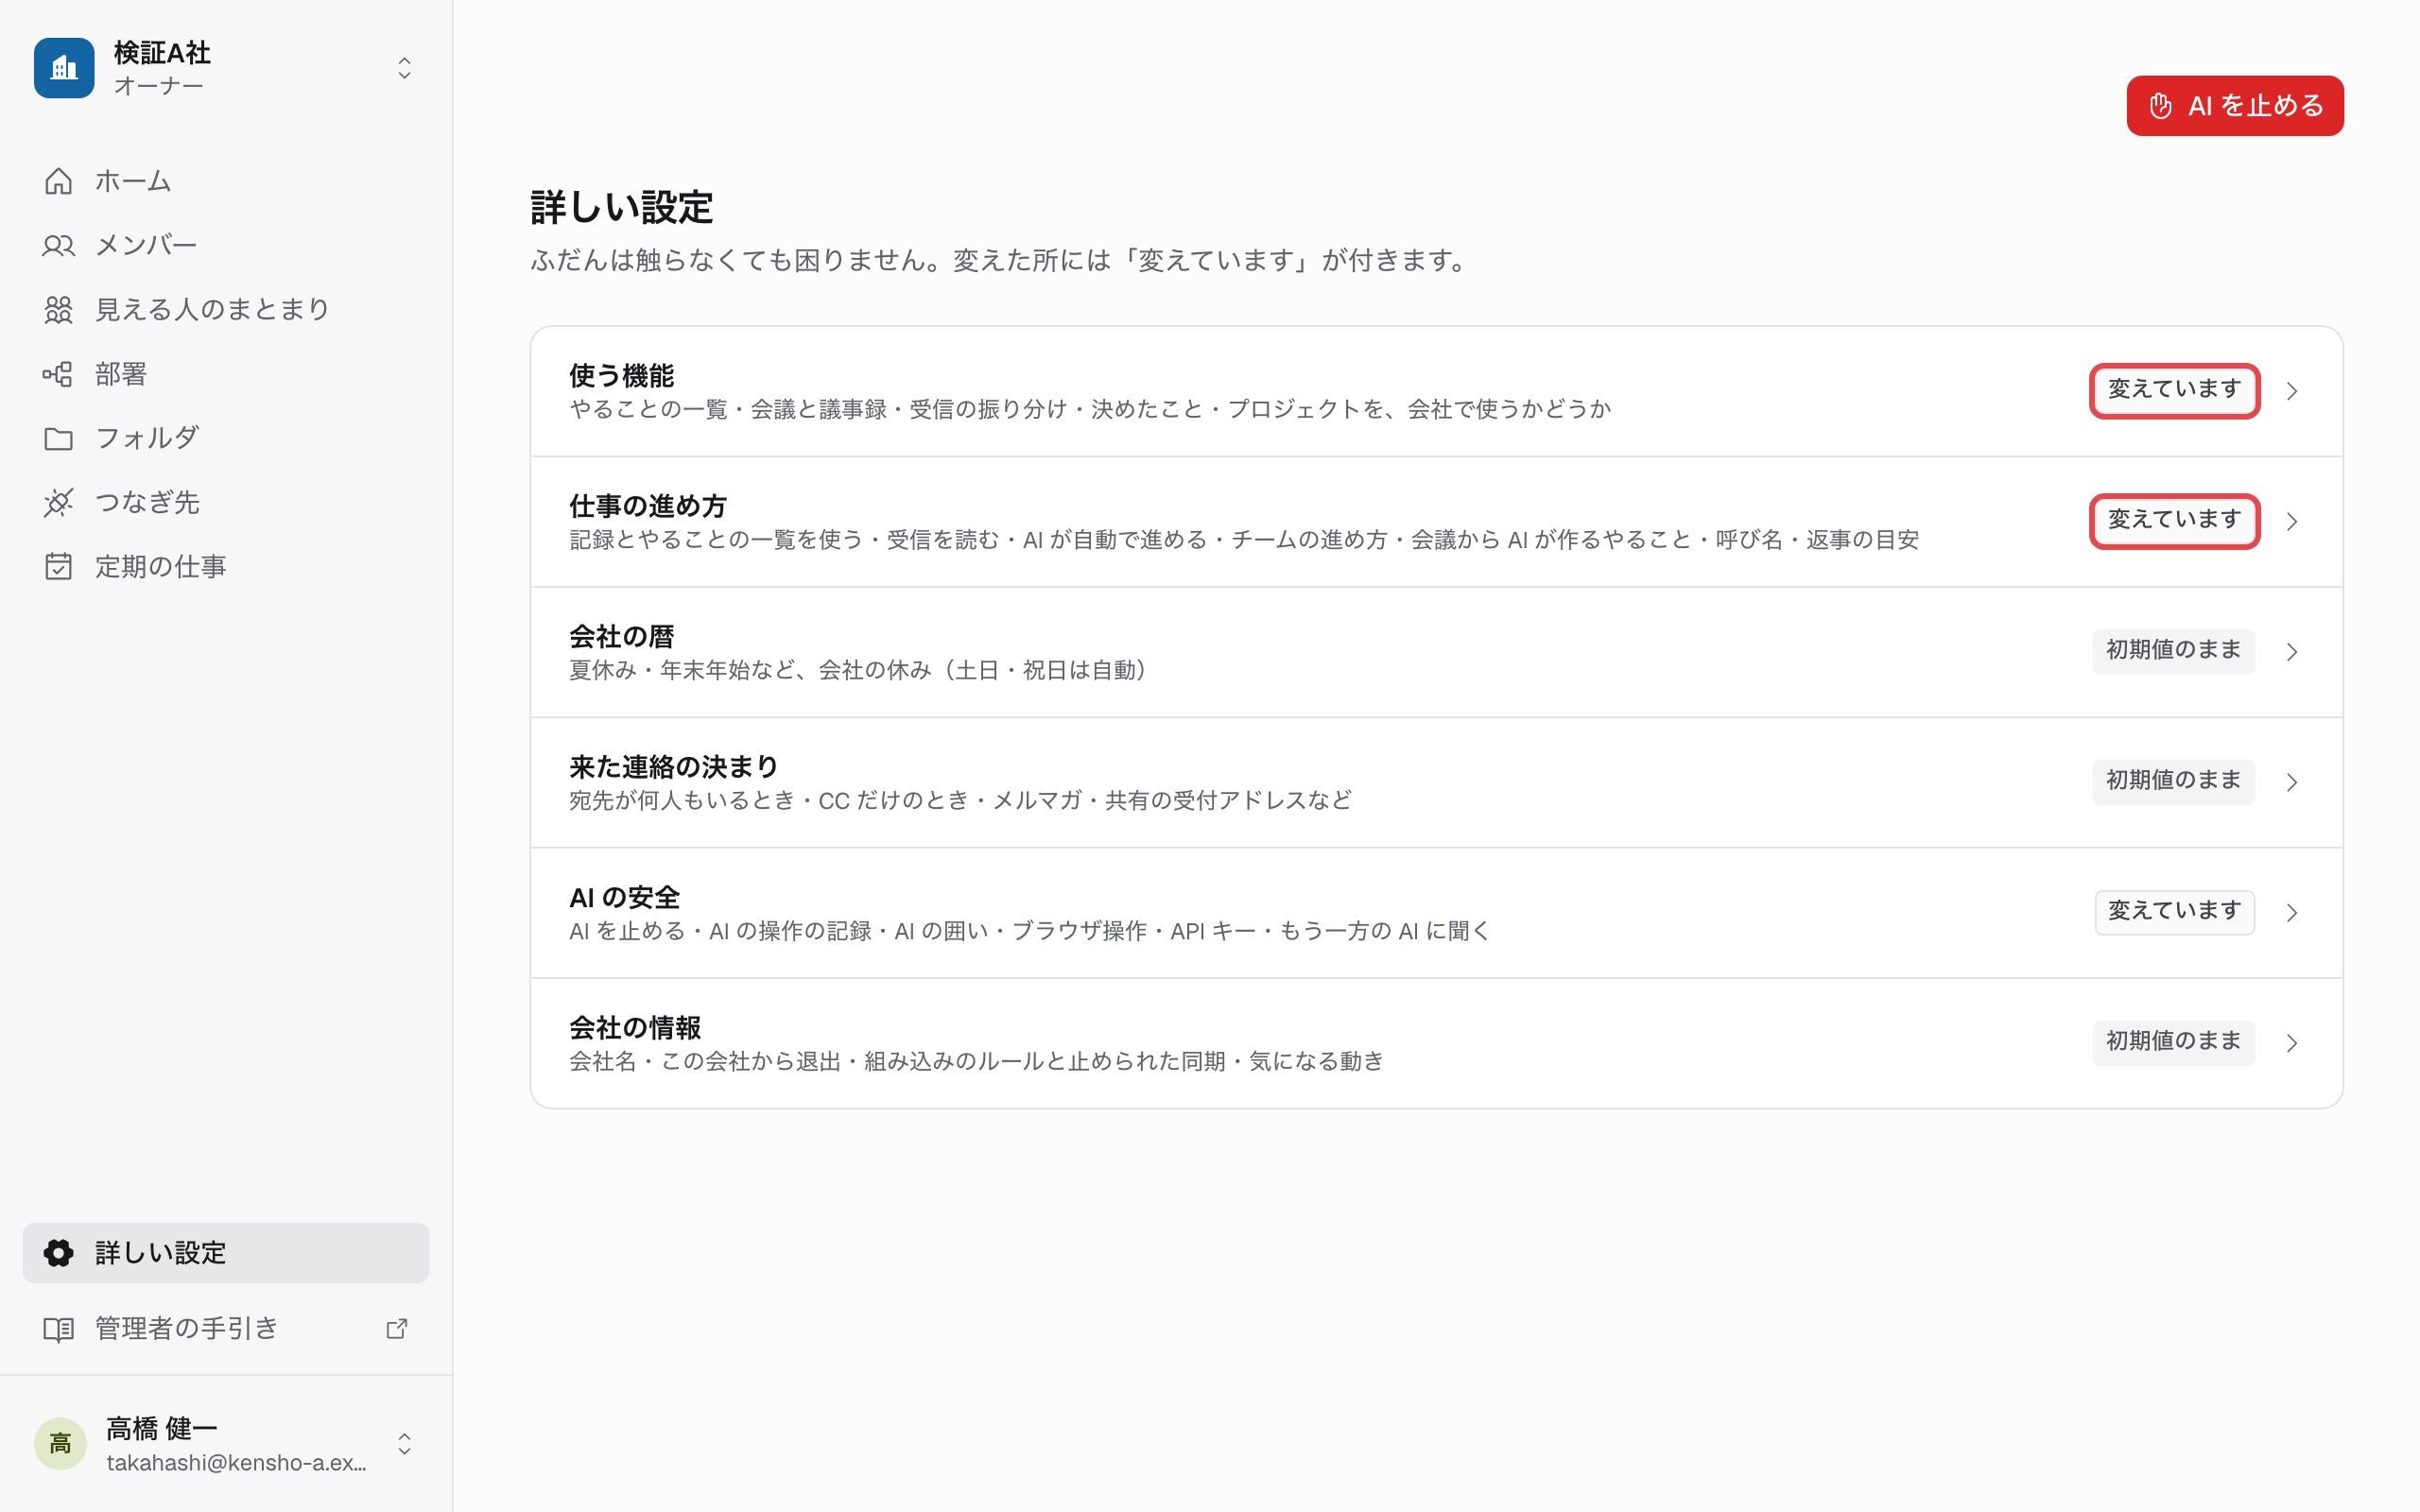 検証A社
オーナー
ホーム
メンバー
見える人のまとまり
部署
フォルダ
つなぎ先
定期の仕事
詳しい設定
管理者の手引き
高
高橋 健一
takahashi@kensho-a.ex...
AI を止める
詳しい設定
ふだんは触らなくても困りません。変えた所には「変えています」が付きます。
使う機能
やることの一覧・会議と議事録・受信の振り分け・決めたこと・プロジェクトを、会社で使うかどうか
変えています
仕事の進め方
記録とやることの一覧を使う・受信を読む・AI が自動で進める・チームの進め方・会議から AI が作るやること・呼び名・返事の目安
変えています
会社の暦
夏休み・年末年始など、会社の休み（土日・祝日は自動）
初期値のまま
来た連絡の決まり
宛先が何人もいるとき・CC だけのとき・メルマガ・共有の受付アドレスなど
初期値のまま
AI の安全
AI を止める・AI の操作の記録・AI の囲い・ブラウザ操作・API キー・もう一方の AI に聞く
変えています
会社の情報
会社名・この会社から退出・組み込みのルールと止められた同期・気になる動き
初期値のまま